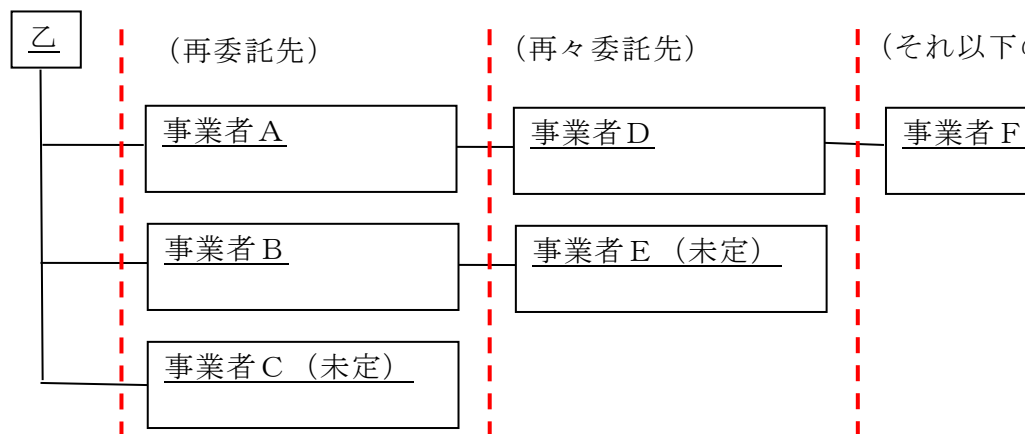 乙
(再委託先)
(再々委託先)
(それ以下の
事業者A
事業者D
事業者F
事業者B
事業者E (未定)
事業者C (未定)